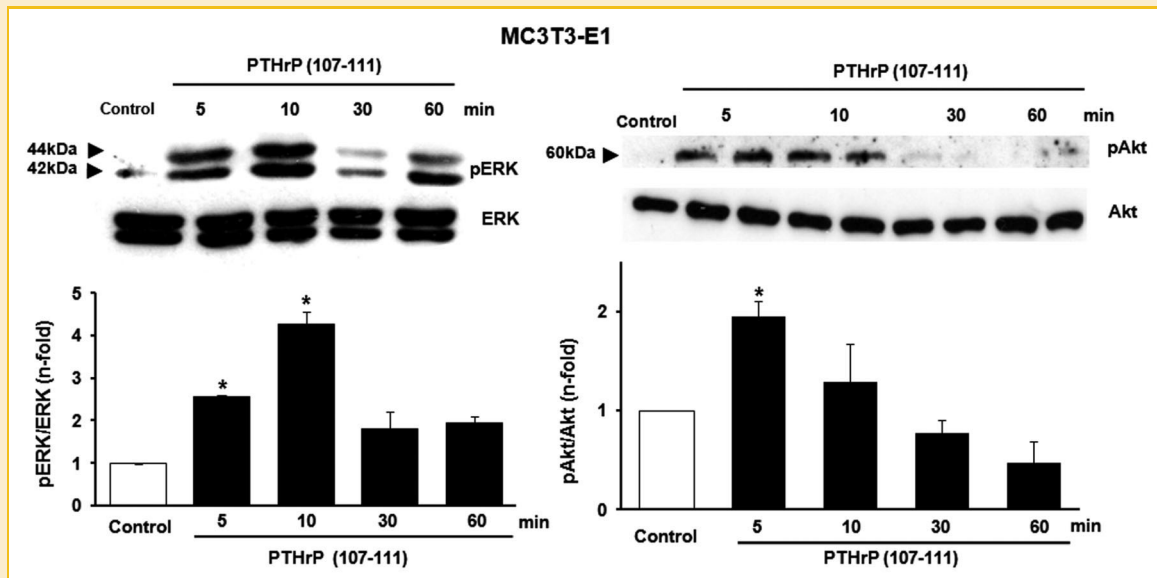 MC3T3-E1
PTHrP (107-111)
Control 5 10 30 60 min
44kDa
42kDa
pERK
ERK
pERK/ERK (n-fold)
5
4
3
2
1
0
*
*
Control 5 10 30 60 min
PTHrP (107-111)
PTHrP (107-111)
Control 5 10 30 60 min
60kDa
pAkt
Akt
pAkt/Akt (n-fold)
2
1
0
*
Control 5 10 30 60 min
PTHrP (107-111)